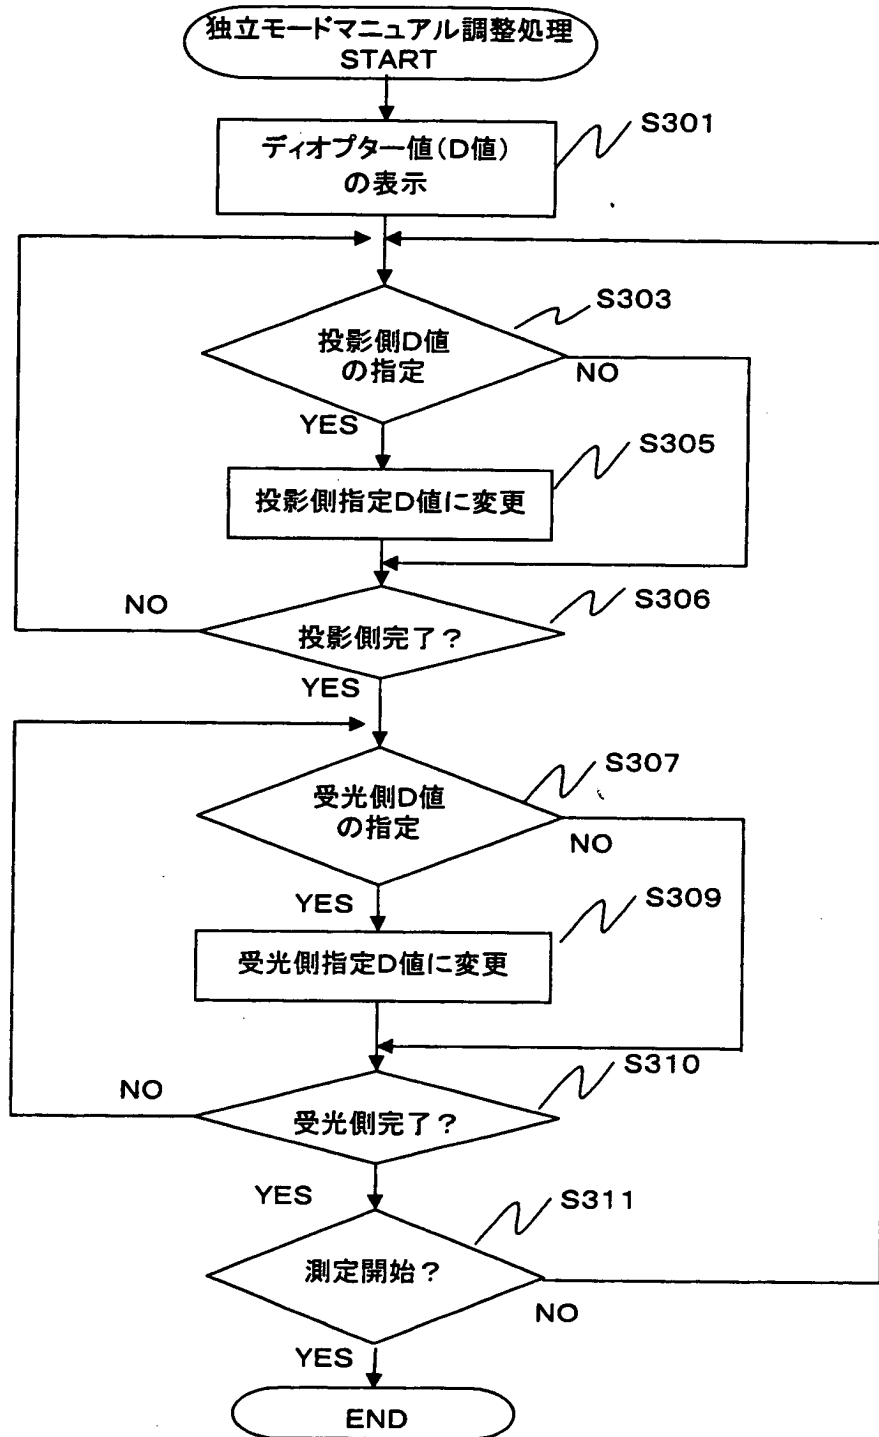 独立モードマニュアル調整処理
START
ディオプター値(D値)
の表示
S301
投影側D値
の指定
S303
NO
YES
投影側指定D値に変更
S305
投影側完了?
S306
NO
YES
受光側D値
の指定
S307
NO
YES
受光側指定D値に変更
S309
受光側完了?
S310
NO
YES
測定開始?
S311
NO
YES
END